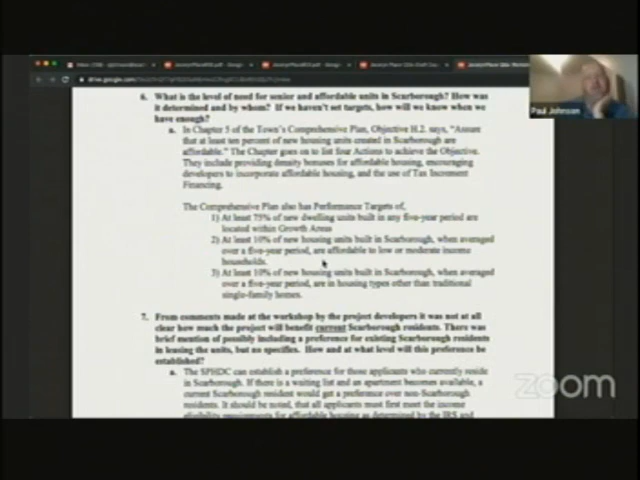 drive.google.com
Paul Johnson
6. What is the level of need for senior and affordable units in Scarborough? How was
it determined and by whom? If we haven't set targets, how will we know when we
have enough?
a. In Chapter 5 of the Town's Comprehensive Plan, Objective H.2. says, "Assure
that at least ten percent of new housing units created in Scarborough are
affordable." The Chapter goes on to list four Actions to achieve the Objective.
They include providing density bonuses for affordable housing, encouraging
developers to incorporate affordable housing, and the use of Tax Increment
Financing.
The Comprehensive Plan also has Performance Targets of,
1) At least 75% of new dwelling units built in any five-year period are
located within Growth Areas
2) At least 10% of new housing units built in Scarborough, when averaged
over a five-year period, are affordable to low or moderate income
households.
3) At least 10% of new housing units built in Scarborough, when averaged
over a five-year period, are in housing types other than traditional
single-family homes.
7. From comments made at the workshop by the project developers it was not at all
clear how much the project will benefit current Scarborough residents. There was
brief mention of possibly including a preference for existing Scarborough residents
in leasing the units, but no specifics. How and at what level will this preference be
established?
a. The SPHDC can establish a preference for those applicants who currently reside
in Scarborough. If there is a waiting list and an apartment becomes available, a
current Scarborough resident would get a preference over non-Scarborough
residents. It should be noted, that all applicants must first meet the income
eligibility requirements for affordable housing as determined by the IRS and
zoom